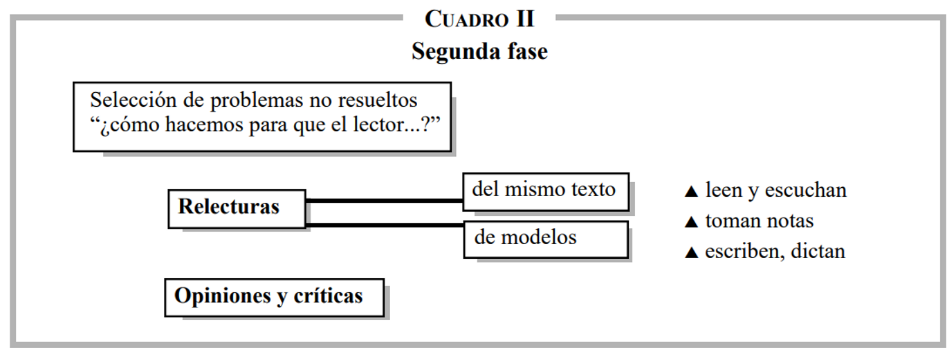 CUADRO II
Segunda fase
Selección de problemas no resueltos
“¿cómo hacemos para que el lector...?”
Relecturas
del mismo texto
de modelos
▲ leen y escuchan
▲ toman notas
▲ escriben, dictan
Opiniones y críticas